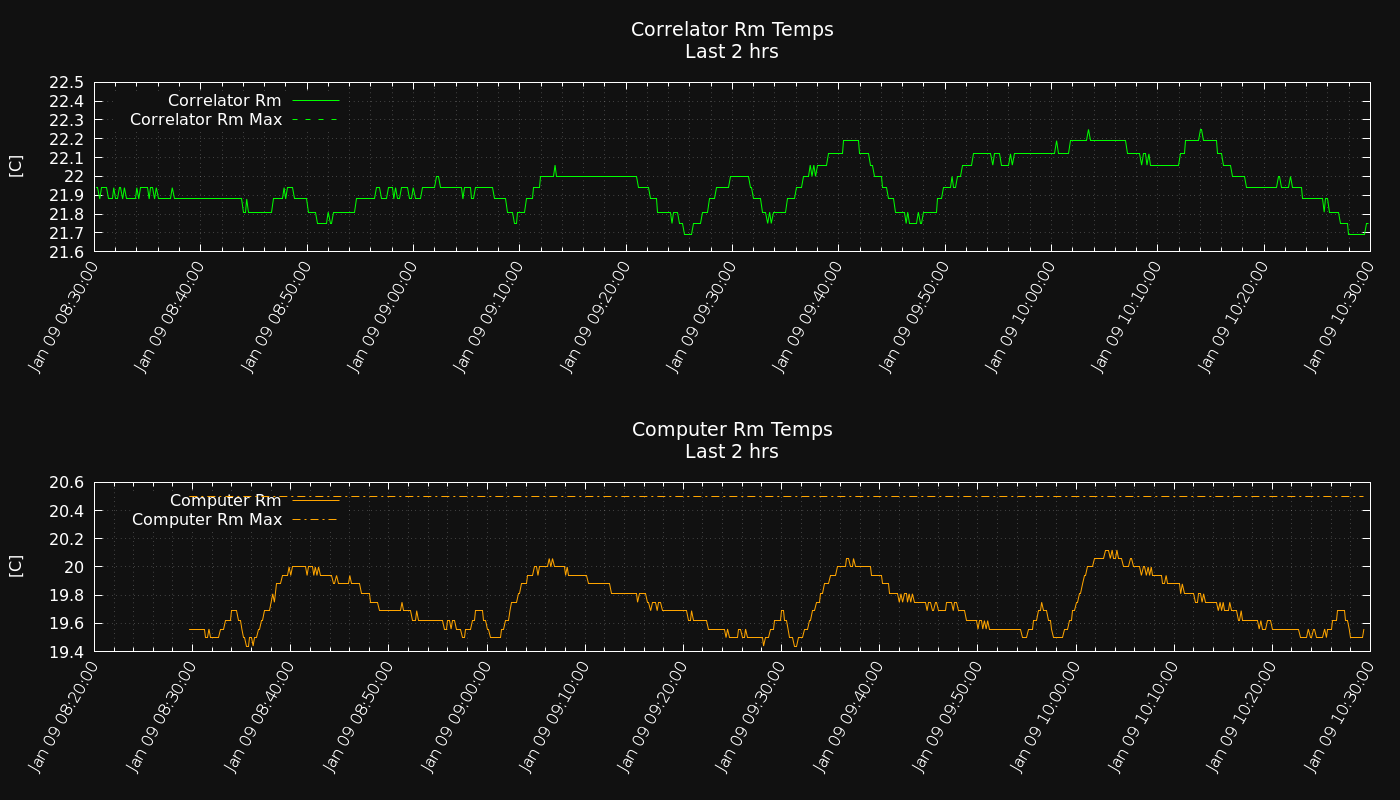 Correlator Rm Temps
Last 2 hrs
22.5
22.4
22.3
22.2
22.1
22
21.9
21.8
21.7
21.6
[C]
Correlator Rm
Correlator Rm Max
Jan 09 08:30:00
Jan 09 08:40:00
Jan 09 08:50:00
Jan 09 09:00:00
Jan 09 09:10:00
Jan 09 09:20:00
Jan 09 09:30:00
Jan 09 09:40:00
Jan 09 09:50:00
Jan 09 10:00:00
Jan 09 10:10:00
Jan 09 10:20:00
Jan 09 10:30:00
Computer Rm Temps
Last 2 hrs
20.6
20.4
20.2
20
19.8
19.6
19.4
[C]
Computer Rm
Computer Rm Max
Jan 09 08:20:00
Jan 09 08:30:00
Jan 09 08:40:00
Jan 09 08:50:00
Jan 09 09:00:00
Jan 09 09:10:00
Jan 09 09:20:00
Jan 09 09:30:00
Jan 09 09:40:00
Jan 09 09:50:00
Jan 09 10:00:00
Jan 09 10:10:00
Jan 09 10:20:00
Jan 09 10:30:00